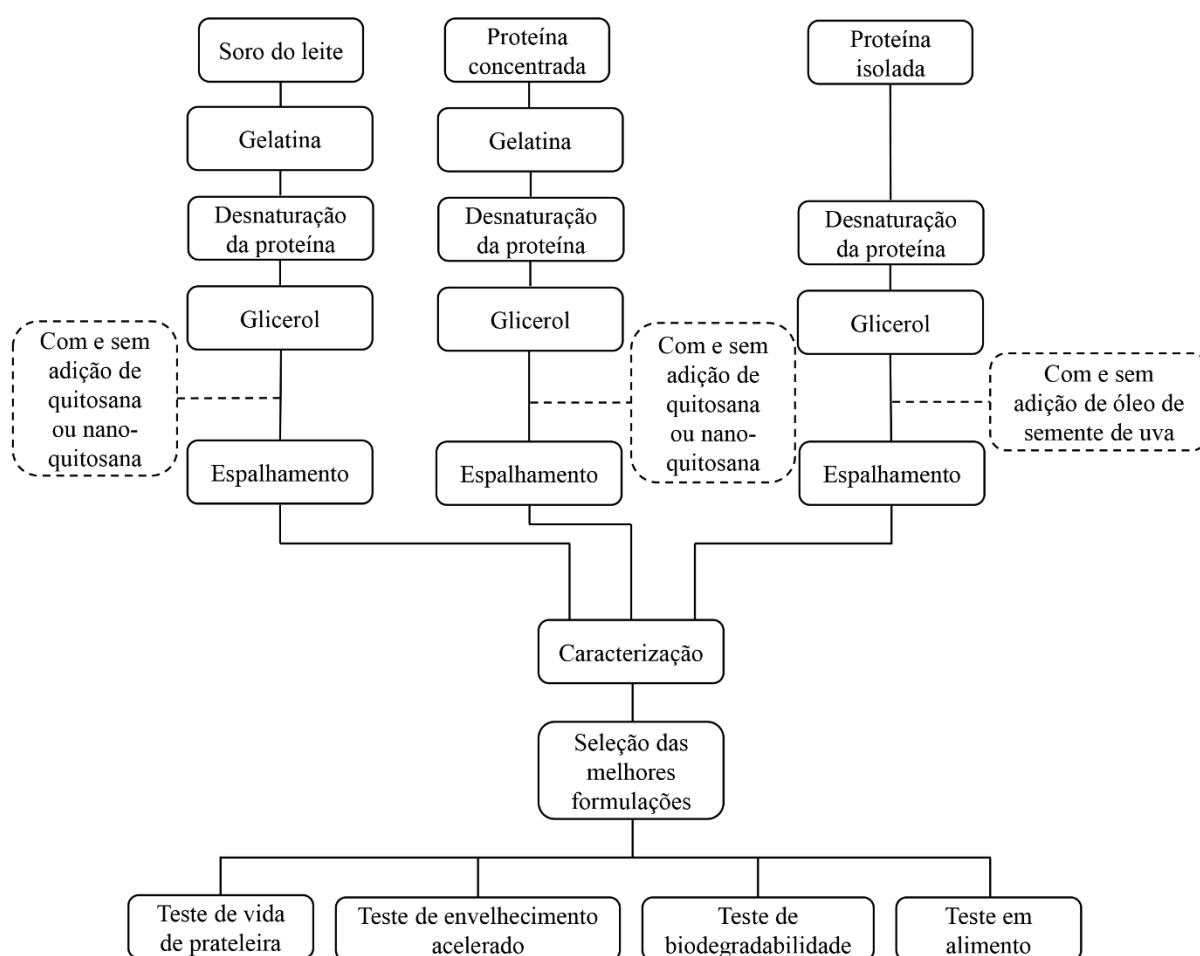 Soro do leite
Proteína
concentrada
Proteína
isolada
Gelatina
Gelatina
Desnaturação
da proteína
Desnaturação
da proteína
Desnaturação
da proteína
Glicerol
Glicerol
Glicerol
Com e sem
adição de
quitosana
ou nano-
quitosana
Com e sem
adição de
quitosana
ou nano-
quitosana
Com e sem
adição de óleo de
semente de uva
Espalhamento
Espalhamento
Espalhamento
Caracterização
Seleção das
melhores
formulações
Teste de vida
de prateleira
Teste de envelhecimento
acelerado
Teste de
biodegradabilidade
Teste em
alimento